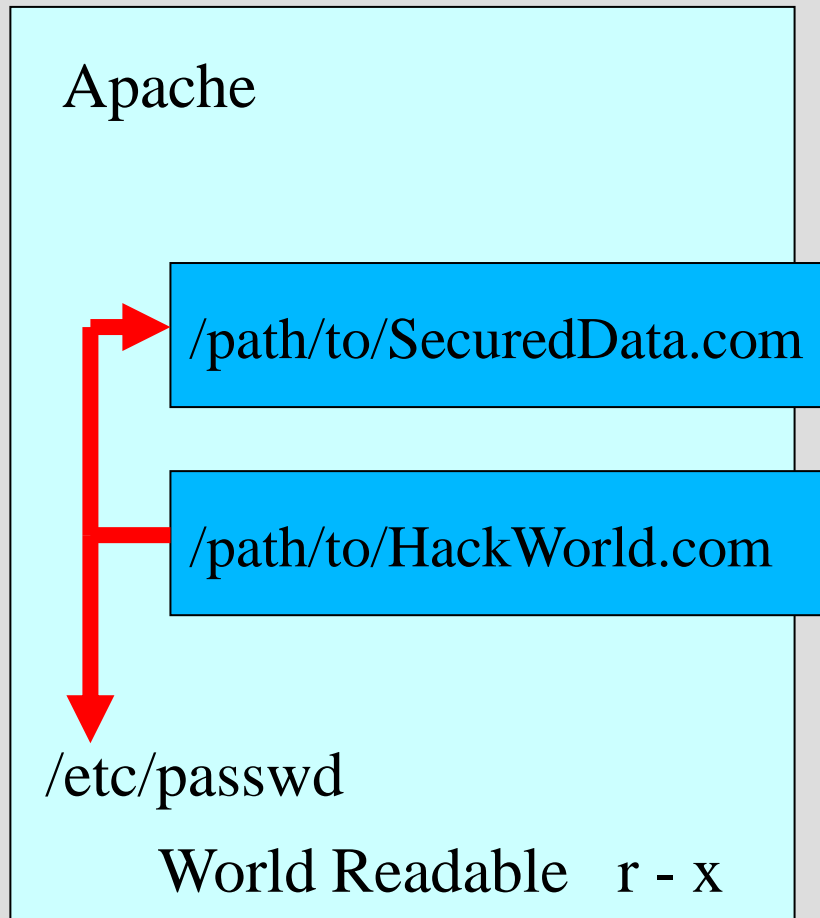 Apache
/path/to/SecuredData.com
/path/to/HackWorld.com
/etc/passwd
World Readable r - x